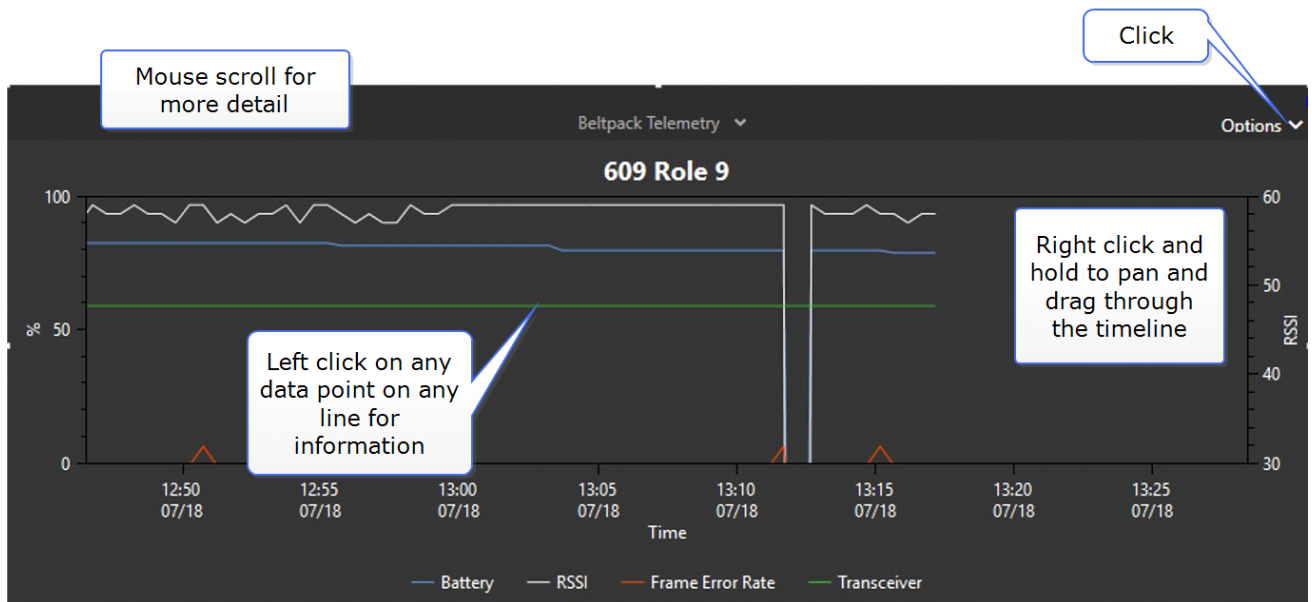 Click
Mouse scroll for
more detail
Beltpack Telemetry
Options
609 Role 9
100
60
Right click and
hold to pan and
drag through
the timeline
50
%
50
RSSI
Left click on any
data point on any
line for
information
40
0
30
12:50 12:55 13:00 13:05 13:10 13:15 13:20 13:25
07/18 07/18 07/18 07/18 07/18 07/18 07/18 07/18
Time
Battery RSSI Frame Error Rate Transceiver